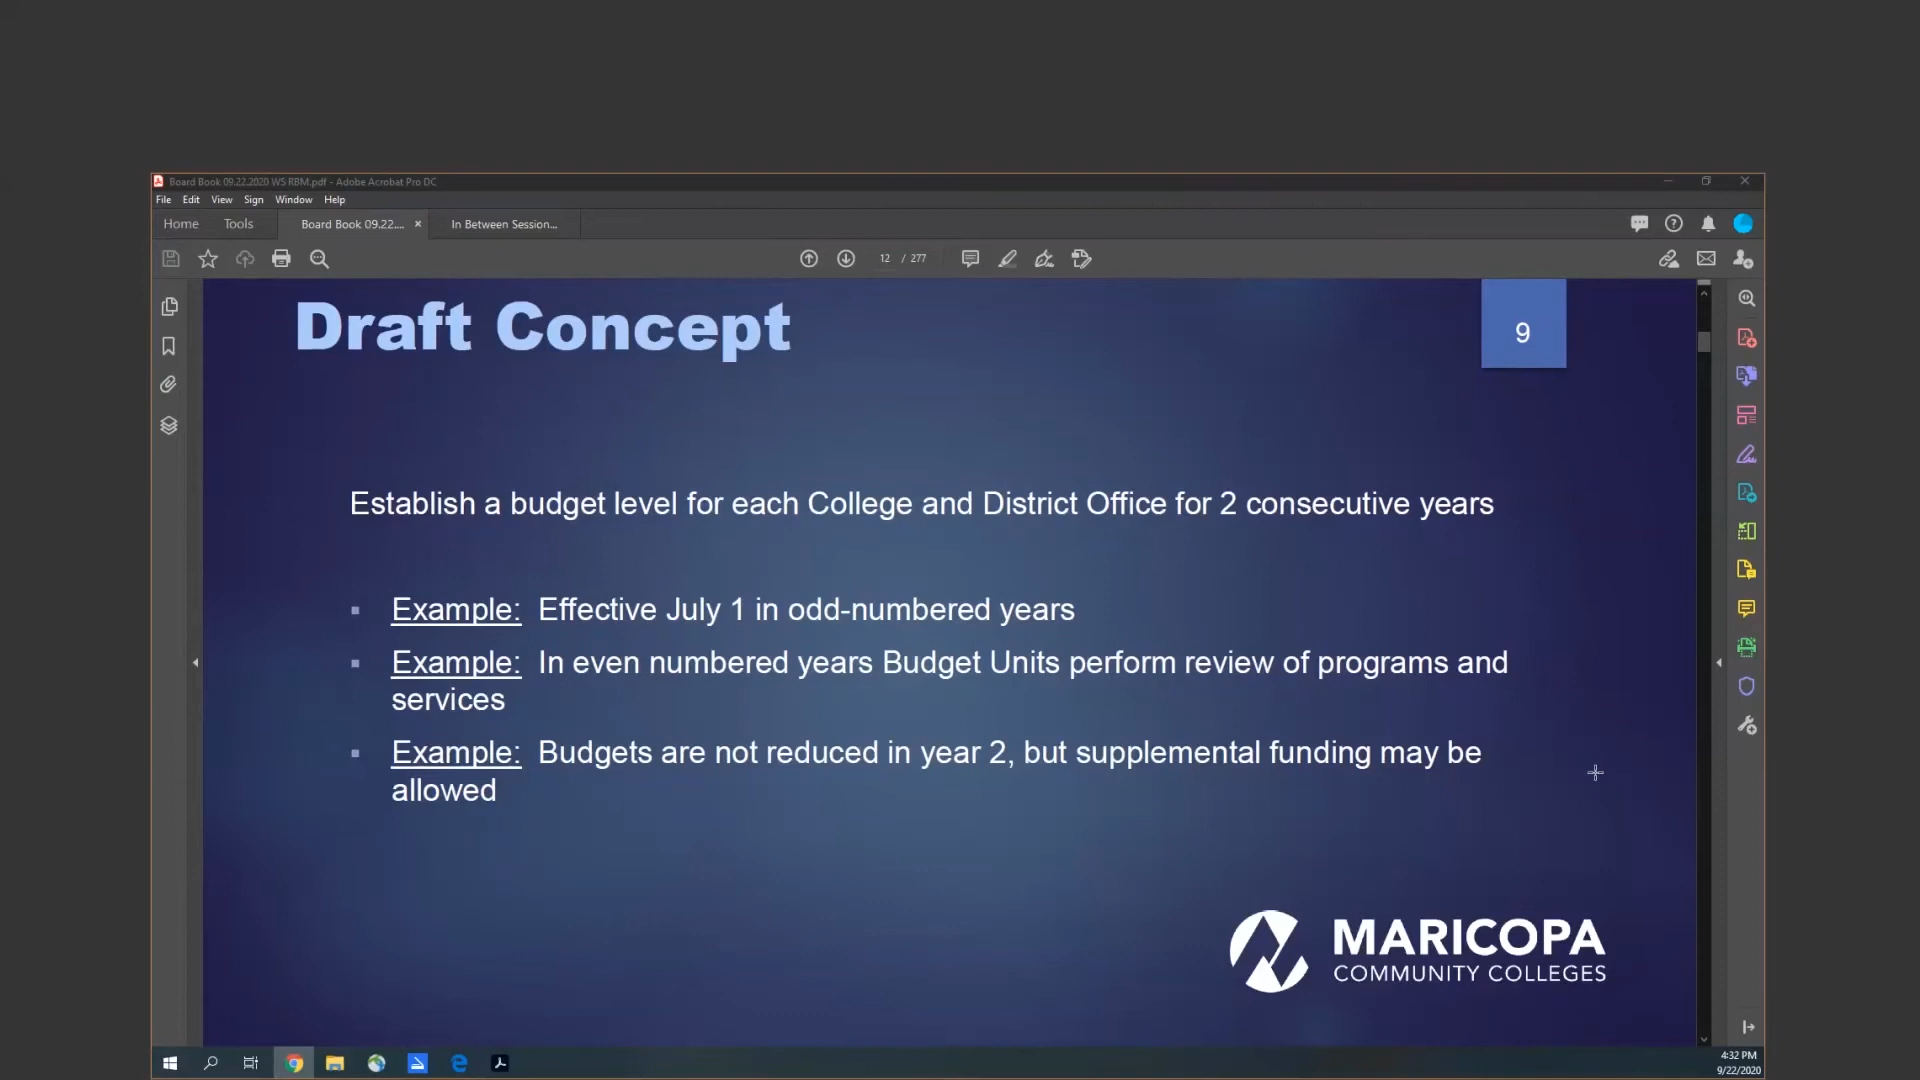 Board Book 09.22.2020 WS RBM.pdf - Adobe Acrobat Pro DC
File Edit View Sign Window Help
Home Tools Board Book 09.22.... × In Between Session...
12 / 277
Draft Concept
9
Establish a budget level for each College and District Office for 2 consecutive years
Example: Effective July 1 in odd-numbered years
Example: In even numbered years Budget Units perform review of programs and
services
Example: Budgets are not reduced in year 2, but supplemental funding may be
allowed
MARICOPA
COMMUNITY COLLEGES
4:32 PM
9/22/2020